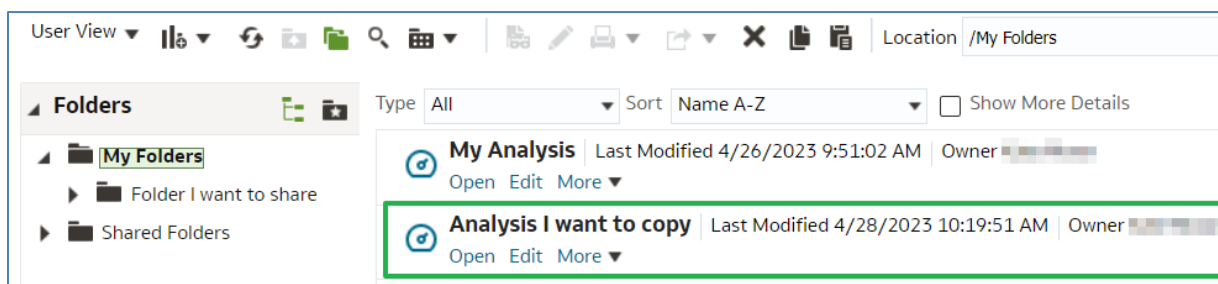 User View
Location /My Folders
Folders
Type All Sort Name A-Z Show More Details
My Folders
Folder I want to share
Shared Folders
My Analysis Last Modified 4/26/2023 9:51:02 AM Owner
Open Edit More
Analysis I want to copy Last Modified 4/28/2023 10:19:51 AM Owner
Open Edit More